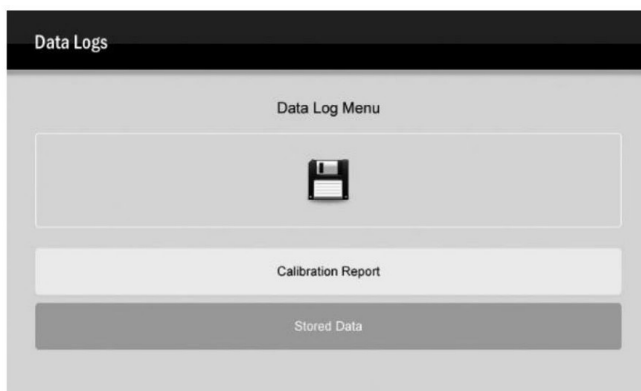 Data Logs
Data Log Menu
Calibration Report
Stored Data